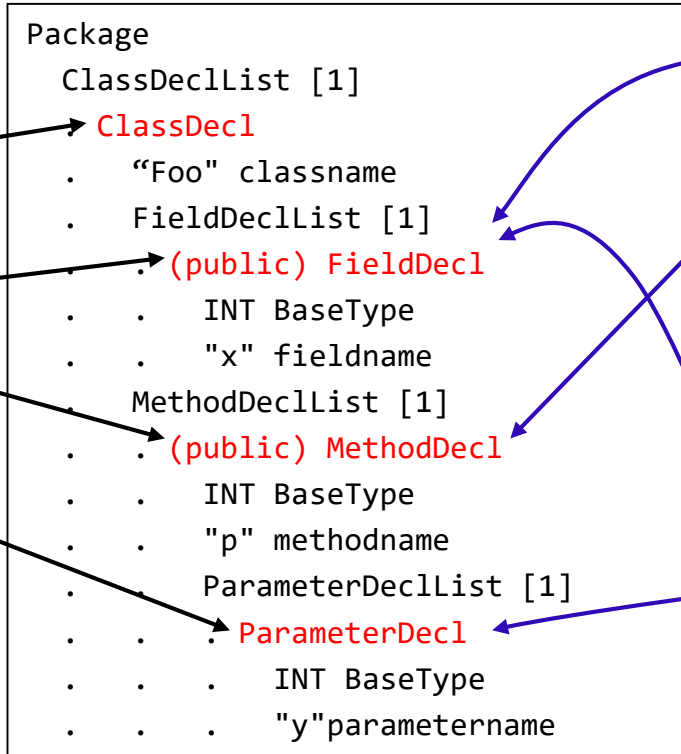 Package
ClassDeclList [1]
. ClassDecl
. “Foo" classname
. FieldDeclList [1]
. . (public) FieldDecl
. . INT BaseType
. . "x" fieldname
. MethodDeclList [1]
. . (public) MethodDecl
. . INT BaseType
. . "p" methodname
. . ParameterDeclList [1]
. . . ParameterDecl
. . . INT BaseType
. . . "y"parametername